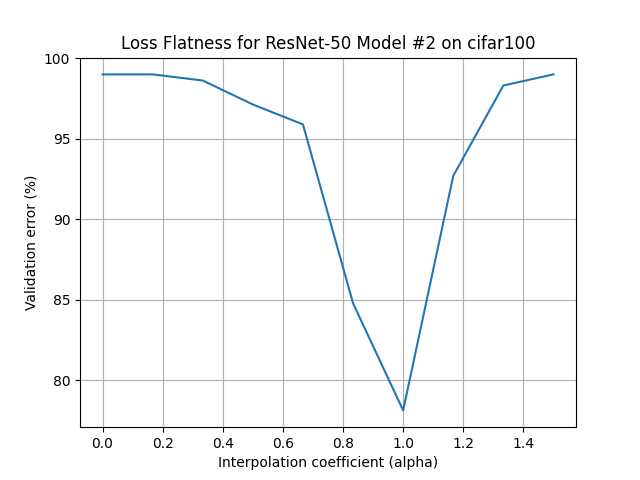 Loss Flatness for ResNet-50 Model #2 on cifar100
100
95
90
85
80
Validation error (%)
0.0 0.2 0.4 0.6 0.8 1.0 1.2 1.4
Interpolation coefficient (alpha)